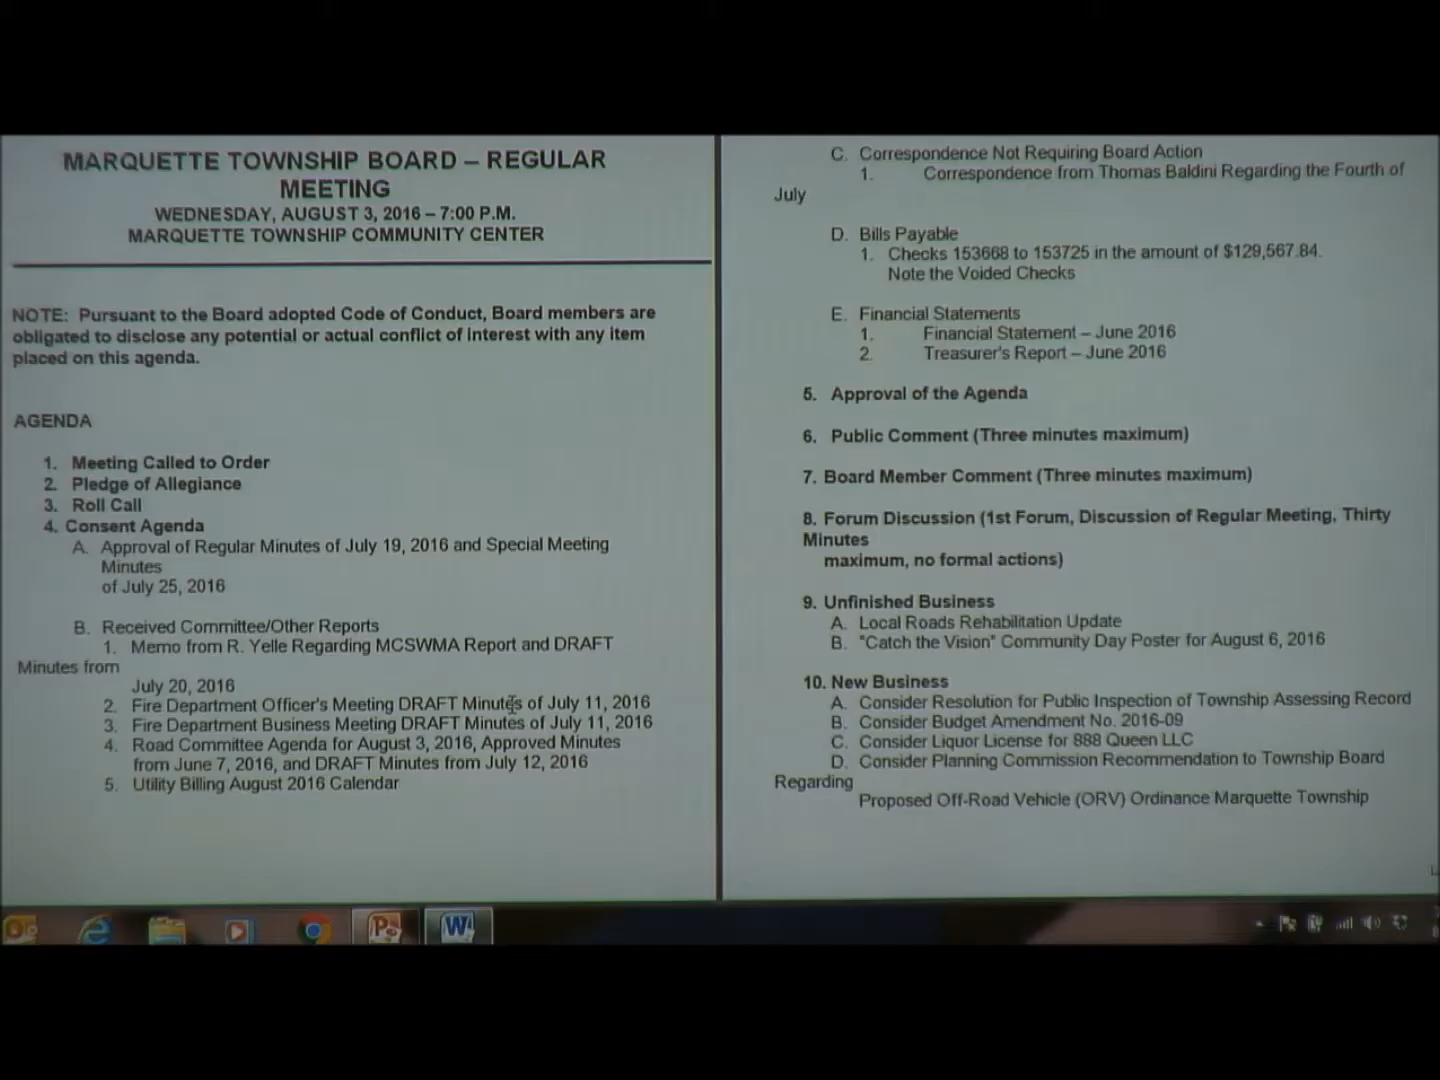 MARQUETTE TOWNSHIP BOARD – REGULAR
MEETING
WEDNESDAY, AUGUST 3, 2016 – 7:00 P.M.
MARQUETTE TOWNSHIP COMMUNITY CENTER
NOTE: Pursuant to the Board adopted Code of Conduct, Board members are
obligated to disclose any potential or actual conflict of interest with any item
placed on this agenda.
AGENDA
1. Meeting Called to Order
2. Pledge of Allegiance
3. Roll Call
4. Consent Agenda
A. Approval of Regular Minutes of July 19, 2016 and Special Meeting
Minutes
of July 25, 2016
B. Received Committee/Other Reports
1. Memo from R. Yelle Regarding MCSWMA Report and DRAFT
Minutes from
July 20, 2016
2. Fire Department Officer's Meeting DRAFT Minutes of July 11, 2016
3. Fire Department Business Meeting DRAFT Minutes of July 11, 2016
4. Road Committee Agenda for August 3, 2016, Approved Minutes
from June 7, 2016, and DRAFT Minutes from July 12, 2016
5. Utility Billing August 2016 Calendar
C. Correspondence Not Requiring Board Action
1. Correspondence from Thomas Baldini Regarding the Fourth of
July
D. Bills Payable
1. Checks 153668 to 153725 in the amount of $129,567.84.
Note the Voided Checks
E. Financial Statements
1. Financial Statement – June 2016
2. Treasurer's Report – June 2016
5. Approval of the Agenda
6. Public Comment (Three minutes maximum)
7. Board Member Comment (Three minutes maximum)
8. Forum Discussion (1st Forum, Discussion of Regular Meeting, Thirty
Minutes
maximum, no formal actions)
9. Unfinished Business
A. Local Roads Rehabilitation Update
B. "Catch the Vision" Community Day Poster for August 6, 2016
10. New Business
A. Consider Resolution for Public Inspection of Township Assessing Record
B. Consider Budget Amendment No. 2016-09
C. Consider Liquor License for 888 Queen LLC
D. Consider Planning Commission Recommendation to Township Board
Regarding
Proposed Off-Road Vehicle (ORV) Ordinance Marquette Township